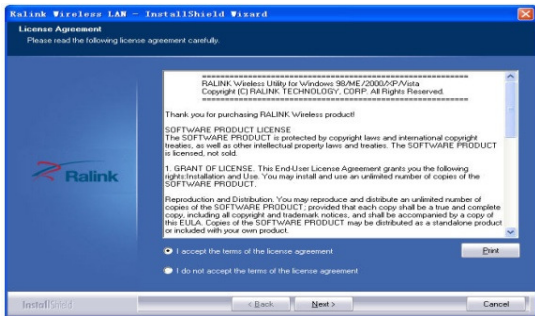 Ralink Wireless LAN - InstallShield Wizard
License Agreement
Please read the following license agreement carefully.
================================================================
RALINK Wireless Utility for Windows 98/ME/2000/XP/Vista
Copyright (C) RALINK TECHNOLOGY, CORP. All Rights Reserved.
================================================================
Thank you for purchasing RALINK Wireless product!
SOFTWARE PRODUCT LICENSE
The SOFTWARE PRODUCT is protected by copyright laws and international copyright
treaties, as well as other intellectual property laws and treaties. The SOFTWARE PRODUCT
is licensed, not sold.
1. GRANT OF LICENSE. This End-User License Agreement grants you the following
rights:Installation and Use. You may install and use an unlimited number of copies of the
SOFTWARE PRODUCT.
Reproduction and Distribution. You may reproduce and distribute an unlimited number of
copies of the SOFTWARE PRODUCT; provided that each copy shall be a true and complete
copy, including all copyright and trademark notices, and shall be accompanied by a copy of
this EULA. Copies of the SOFTWARE PRODUCT may be distributed as a standalone product
or included with your own product.
Ralink
I accept the terms of the license agreement
Print
I do not accept the terms of the license agreement
InstallShield
< Back
Next >
Cancel